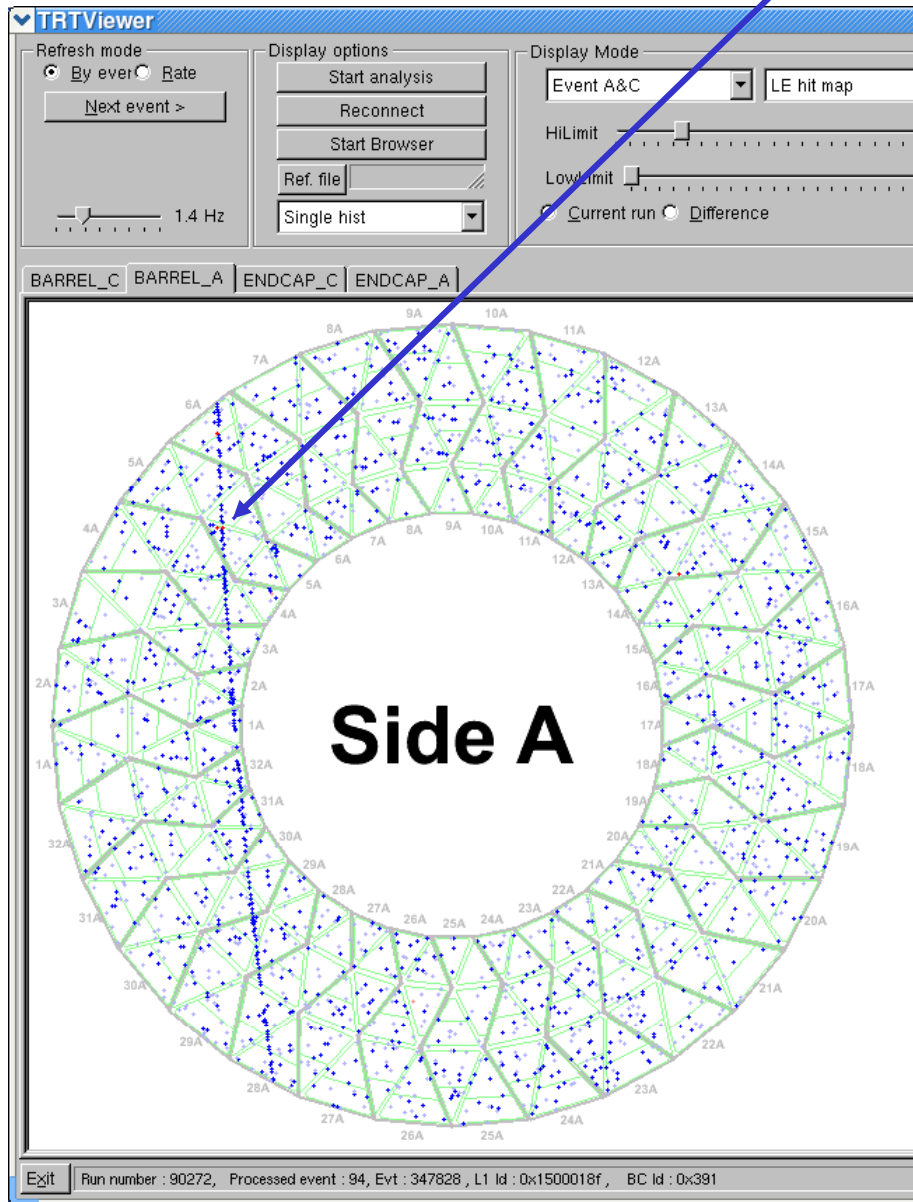 TRTViewer
Refresh mode
By ever Rate
Next event >
1.4 Hz
Display options
Start analysis
Reconnect
Start Browser
Ref. file
Single hist
Display Mode
Event A&C
LE hit map
HiLimit
LowLimit
Current run Difference
BARREL_C BARREL_A ENDCAP_C ENDCAP_A
9A 10A
8A 11A
7A 12A
6A 13A
5A 14A
4A 15A
3A 16A
2A 17A
1A 18A
32A 19A
31A 20A
30A 21A
29A 22A
28A 23A
27A 24A
26A 25A
9A
8A 10A
7A 11A
6A 12A
5A 13A
4A 14A
3A 15A
2A 16A
1A 17A
32A 18A
31A 19A
30A 20A
29A 21A
28A 22A
27A 23A
26A 25A 24A
Side A
Exit
Run number : 90272, Processed event : 94, Evt : 347828 , L1 Id : 0x1500018f , BC Id : 0x391